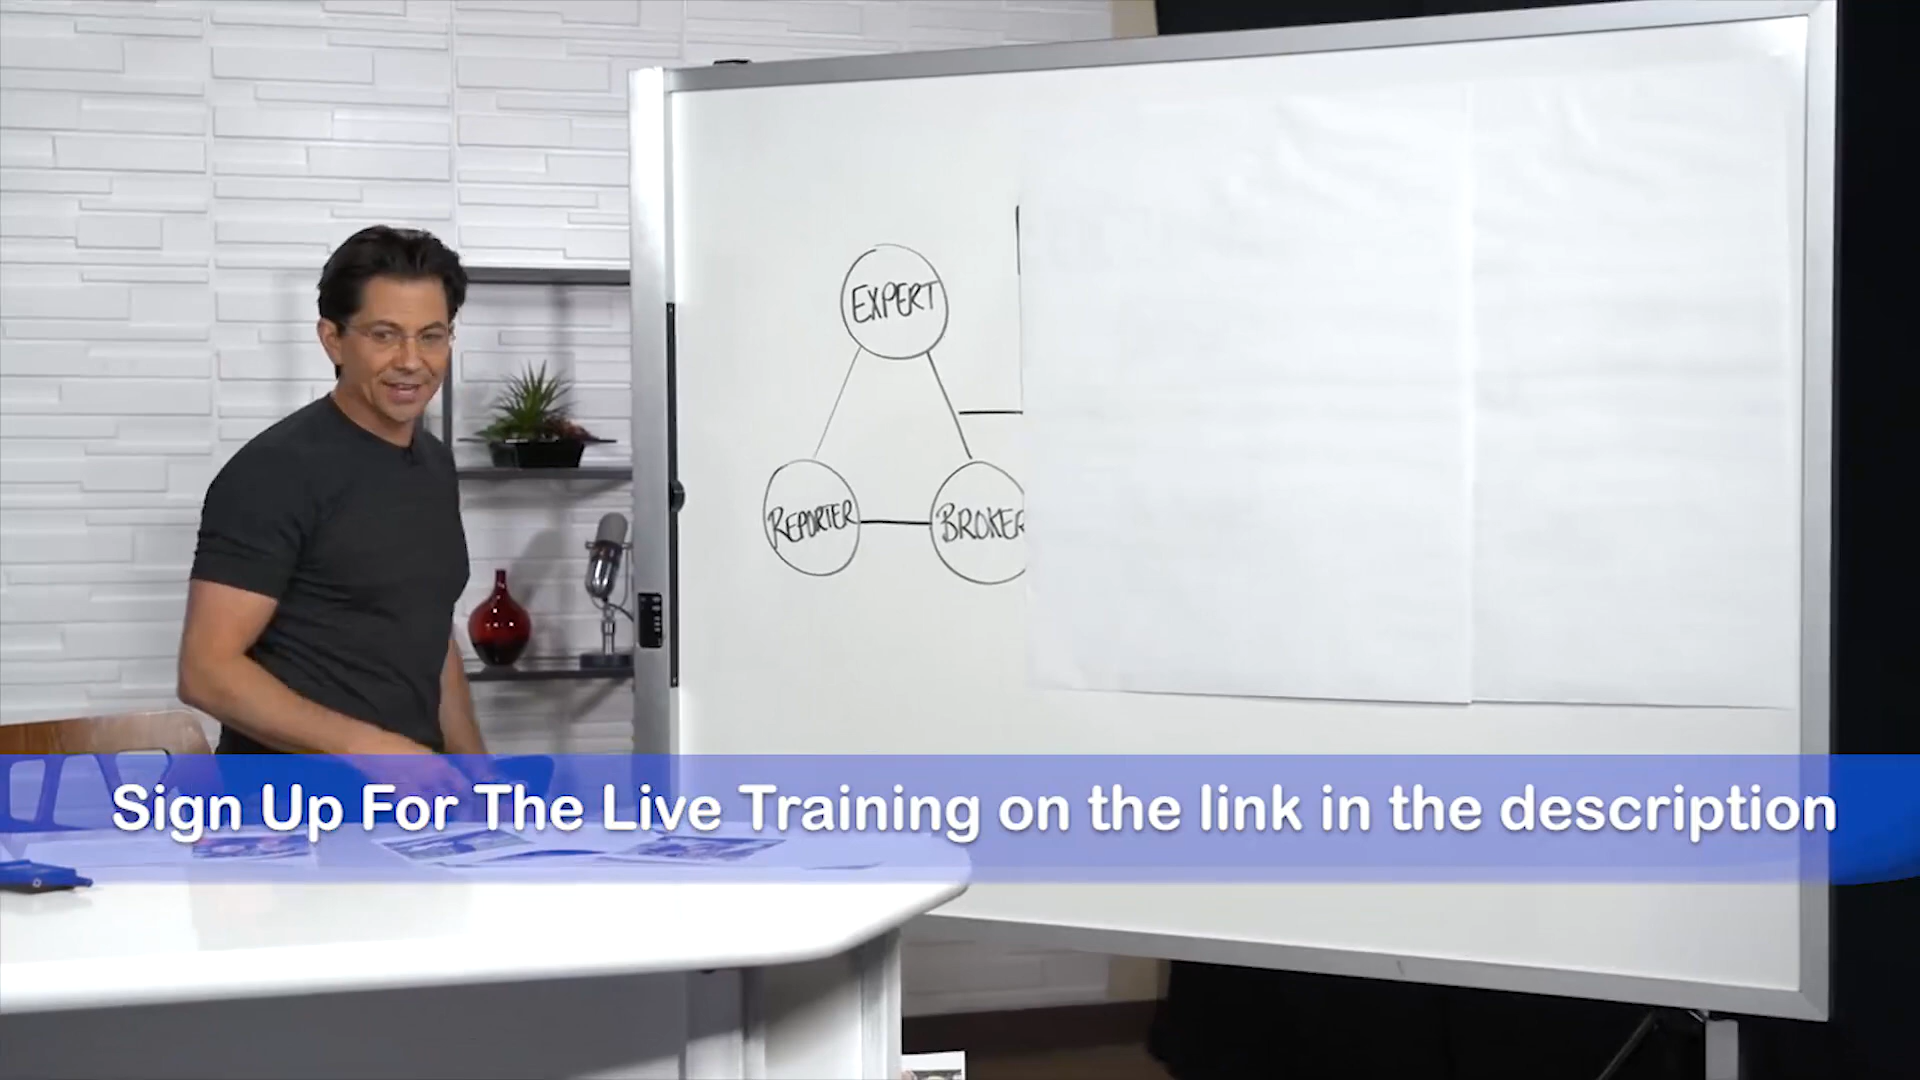 EXPERT
REPORTER
BROKER
Sign Up For The Live Training on the link in the description